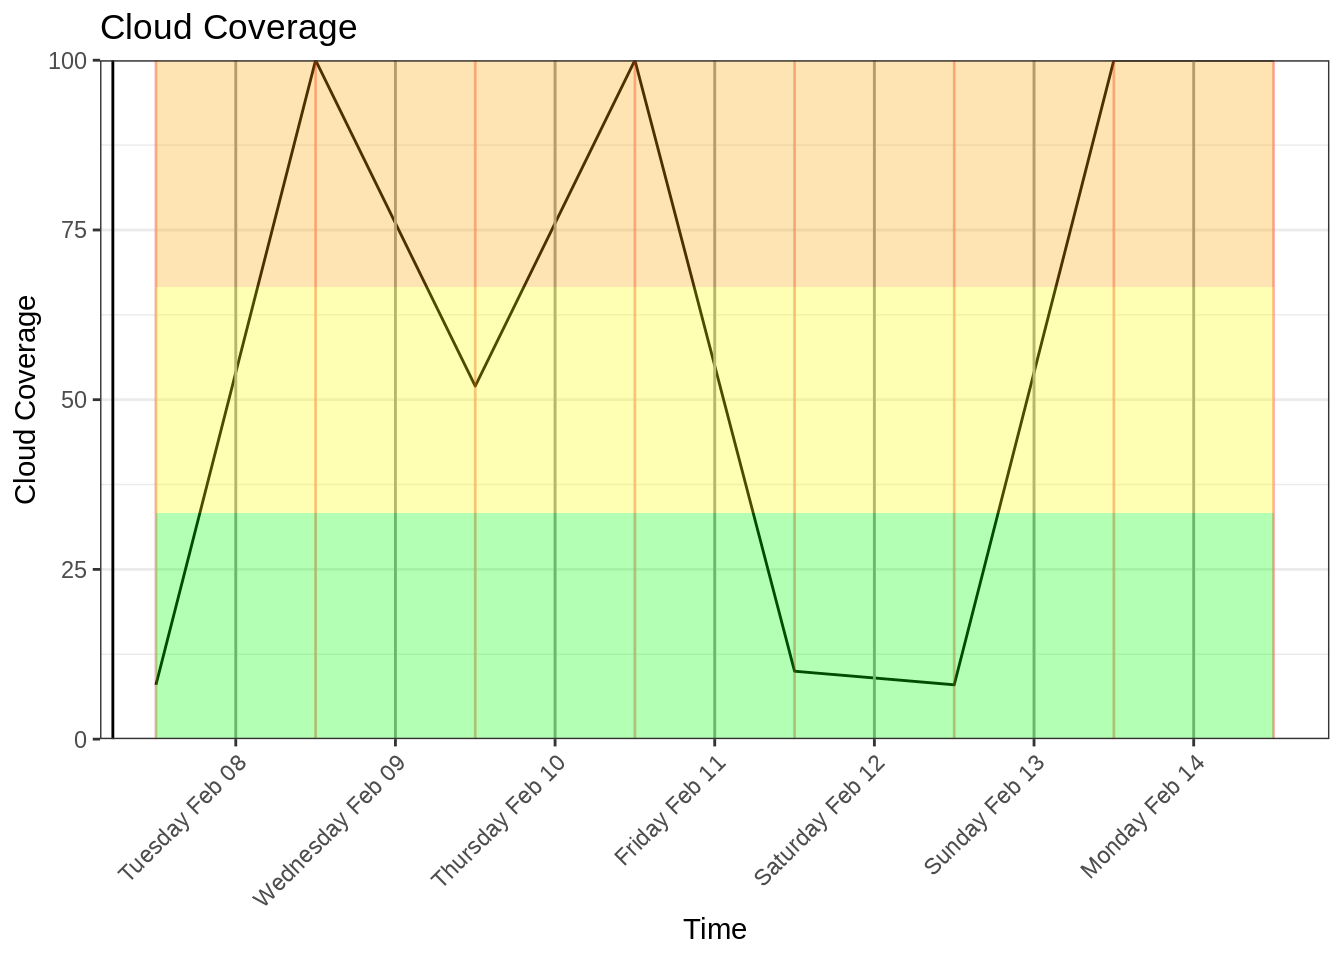 Cloud Coverage
100
75
50
25
0
Cloud Coverage
Tuesday Feb 08
Wednesday Feb 09
Thursday Feb 10
Friday Feb 11
Saturday Feb 12
Sunday Feb 13
Monday Feb 14
Time